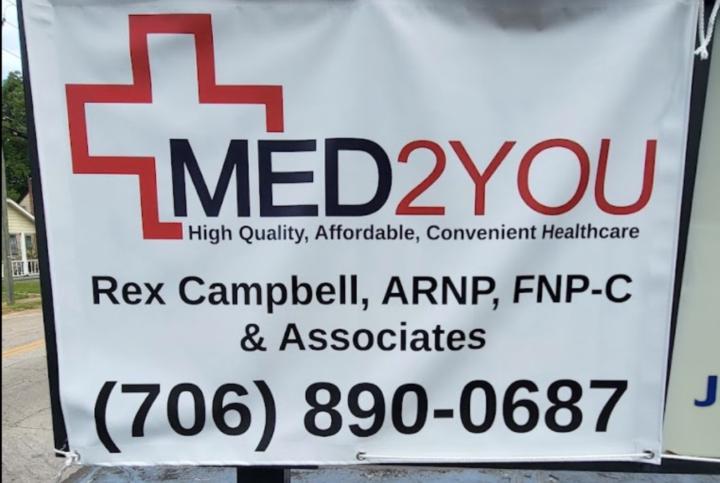 MED2YOU
High Quality, Affordable, Convenient Healthcare
Rex Campbell, ARNP, FNP-C
& Associates
(706) 890-0687
J